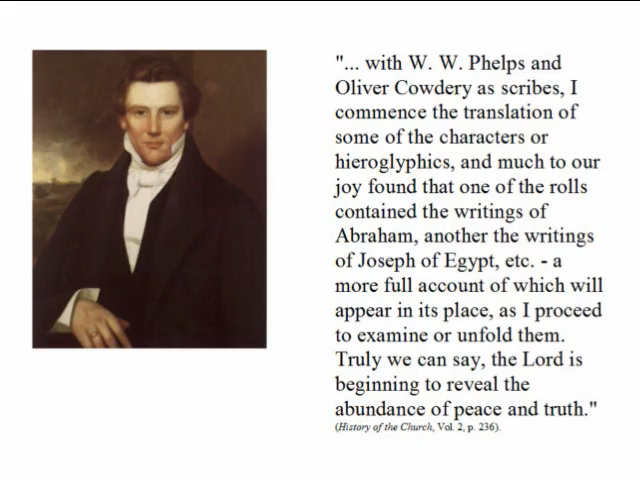 "... with W. W. Phelps and
Oliver Cowdery as scribes, I
commence the translation of
some of the characters or
hieroglyphics, and much to our
joy found that one of the rolls
contained the writings of
Abraham, another the writings
of Joseph of Egypt, etc. - a
more full account of which will
appear in its place, as I proceed
to examine or unfold them.
Truly we can say, the Lord is
beginning to reveal the
abundance of peace and truth."
(History of the Church, Vol. 2, p. 236).